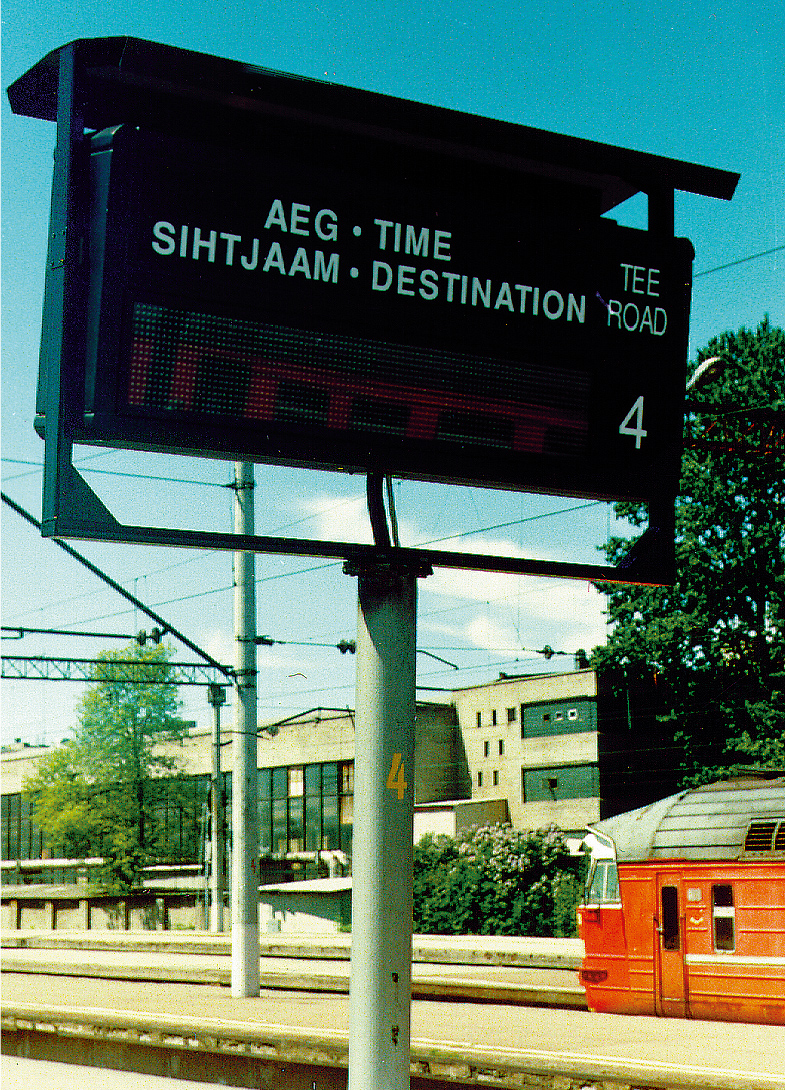 AEG • TIME
SIHTJAAM • DESTINATION
TEE
ROAD
4
4